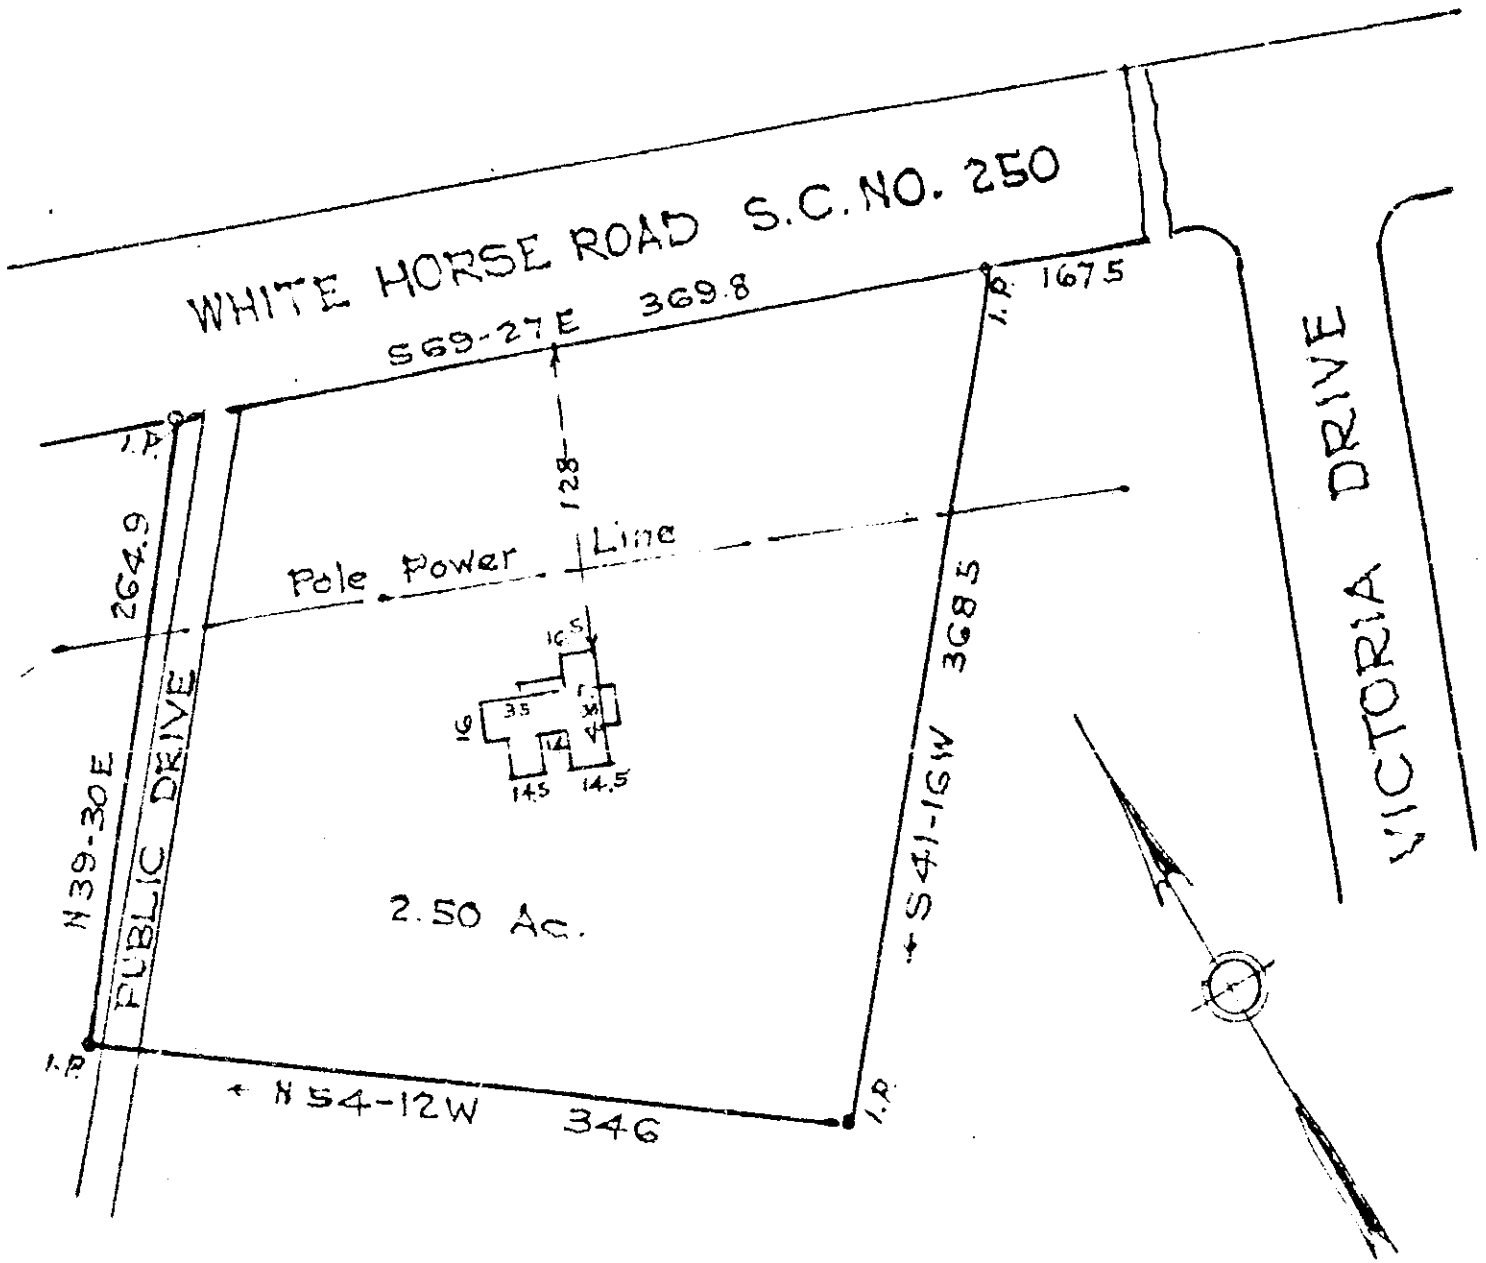 WHITE HORSE ROAD S.C. NO. 250
S69-27E 369.8
167.5
I.P.
I.P.
128
264.9
Pole Power Line
368.5
16.5
35
16
14
14.5
14.5
N39-30E
PUBLIC DRIVE
S41-16W
VICTORIA DRIVE
2.50 Ac.
I.P.
N54-12W 346
I.P.